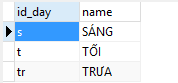 id_day name
s SÁNG
t TỐI
tr TRƯA